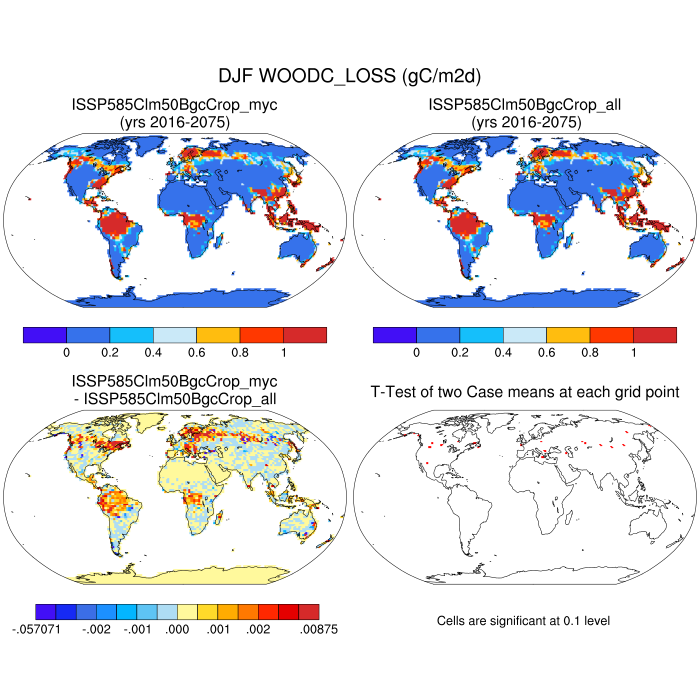 DJF WOODC_LOSS (gC/m2d)
ISSP585Clm50BgcCrop_myc
(yrs 2016-2075)
ISSP585Clm50BgcCrop_all
(yrs 2016-2075)
0 0.2 0.4 0.6 0.8 1
0 0.2 0.4 0.6 0.8 1
ISSP585Clm50BgcCrop_myc
- ISSP585Clm50BgcCrop_all
T-Test of two Case means at each grid point
-.057071 -.002 -.001 .000 .001 .002 .00875
Cells are significant at 0.1 level